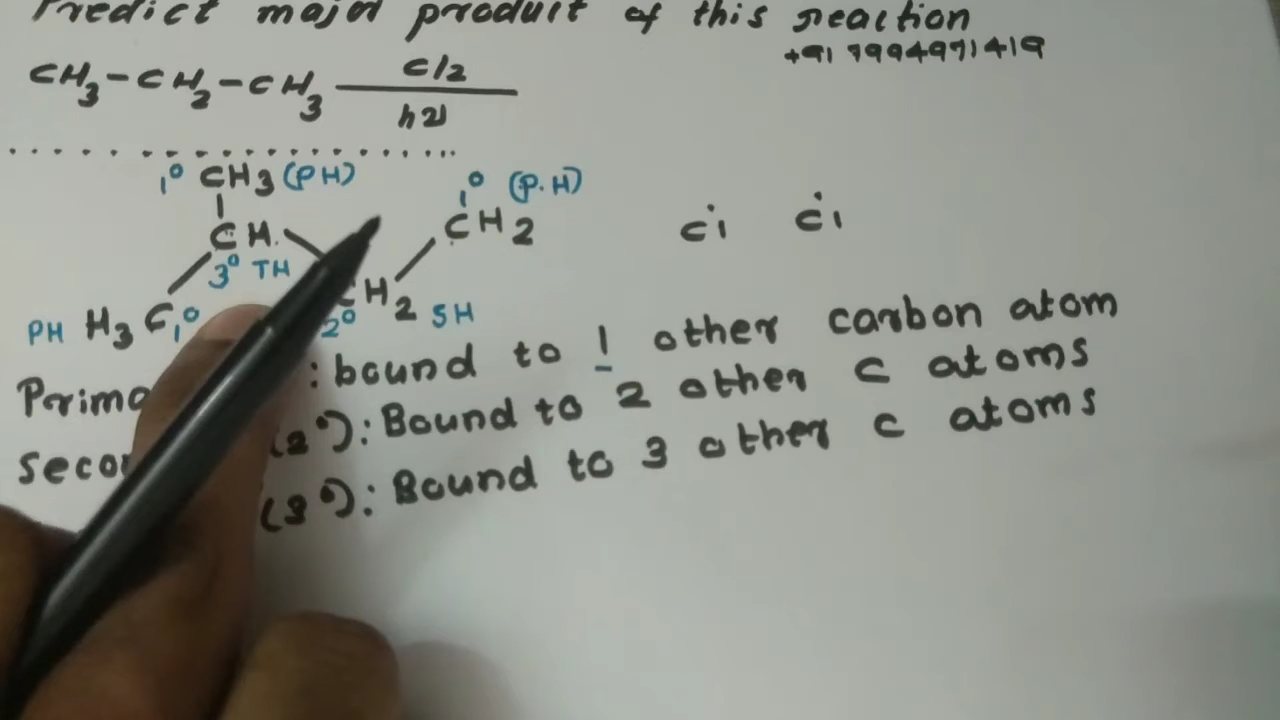 Predict major product of this reaction
+91 7994971419
CH3-CH2-CH3 Cl2
hν
1° CH3 (PH) 1° (P.H)
CH. CH2 Cl Cl
3° TH
PH H3C 1° CH2 SH
2°
: bound to 1 other carbon atom
(2°): Bound to 2 other C atoms
(3°): Bound to 3 other C atoms